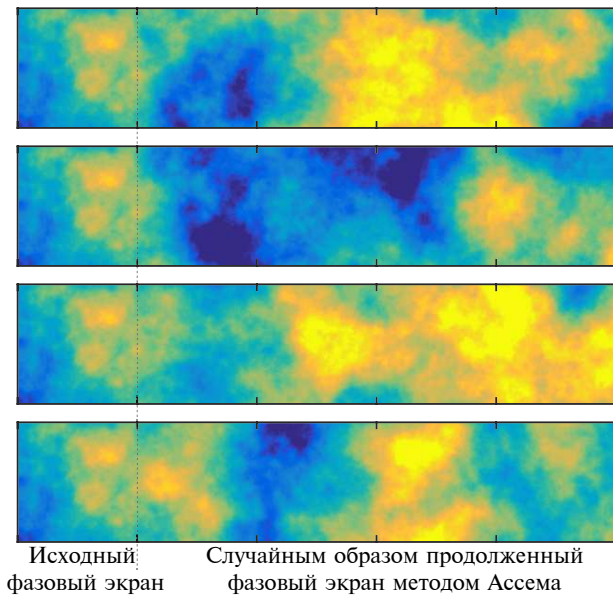 Исходный
фазовый экран
Случайным образом продолженный
фазовый экран методом Ассема